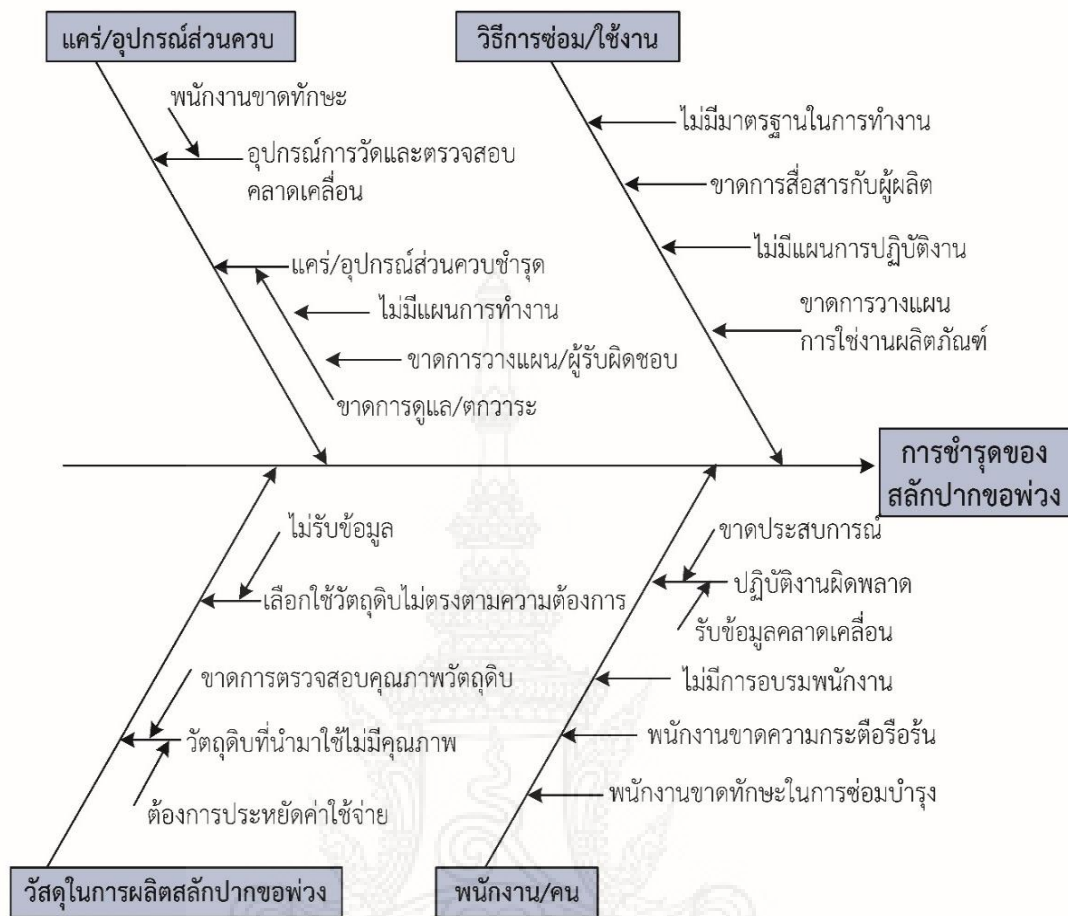 แคร่/อุปกรณ์ส่วนควบ
พนักงานขาดทักษะ
อุปกรณ์การวัดและตรวจสอบ
คลาดเคลื่อน
แคร่/อุปกรณ์ส่วนควบชำรุด
ไม่มีแผนการทำงาน
ขาดการวางแผน/ผู้รับผิดชอบ
ขาดการดูแล/ตกวาระ
วิธีการซ่อม/ใช้งาน
ไม่มีมาตรฐานในการทำงาน
ขาดการสื่อสารกับผู้ผลิต
ไม่มีแผนการปฏิบัติงาน
ขาดการวางแผน
การใช่งานผลิตภัณฑ์
การชำรุดของ
สลักปากขอพ่วง
ไม่รับข้อมูล
เลือกใช้วัตถุดิบไม่ตรงตามความต้องการ
ขาดการตรวจสอบคุณภาพวัตถุดิบ
วัตถุดิบที่นำมาใช้ไม่มีคุณภาพ
ต้องการประหยัดค่าใช้จ่าย
วัสดุในการผลิตสลักปากขอพ่วง
ขาดประสบการณ์
ปฏิบัติงานผิดพลาด
รับข้อมูลคลาดเคลื่อน
ไม่มีการอบรมพนักงาน
พนักงานขาดความกระตือรือร้น
พนักงานขาดทักษะในการซ่อมบำรุง
พนักงาน/คน